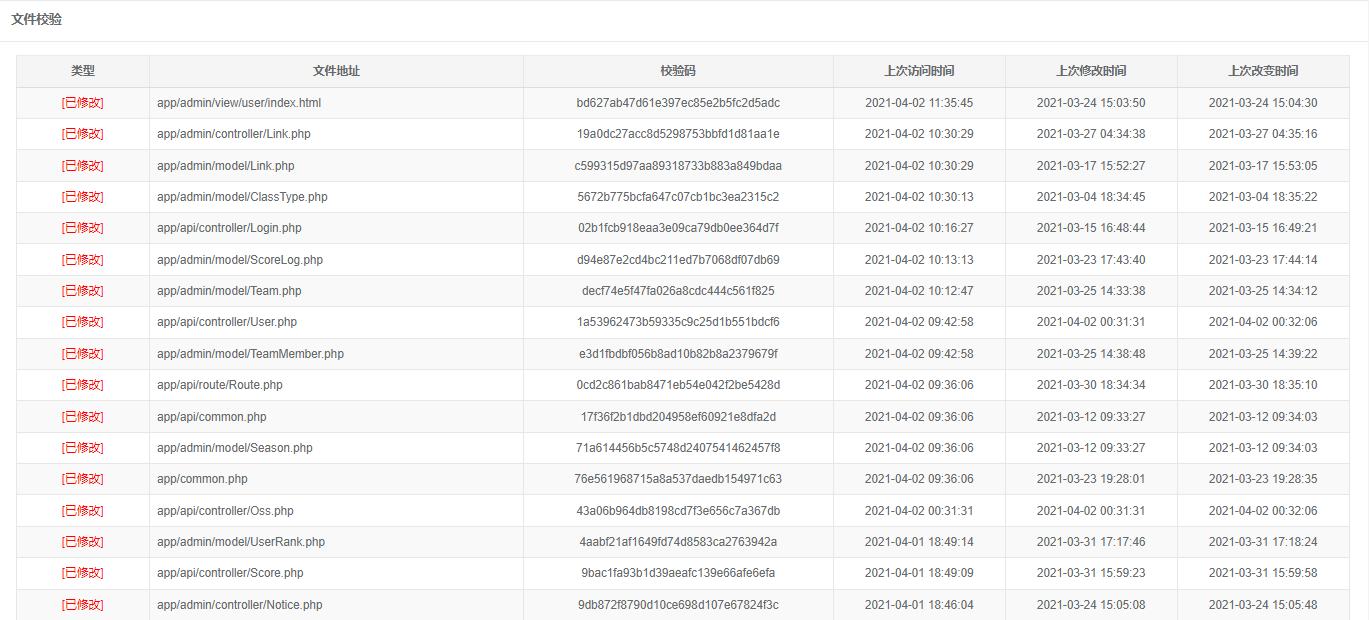 文件校验
类型 文件地址 校验码 上次访问时间 上次修改时间 上次改变时间
[已修改] app/admin/view/user/index.html bd627ab47d61e397ec85e2b5fc2d5adc 2021-04-02 11:35:45 2021-03-24 15:03:50 2021-03-24 15:04:30
[已修改] app/admin/controller/Link.php 19a0dc27acc8d5298753bbfd1d81aa1e 2021-04-02 10:30:29 2021-03-27 04:34:38 2021-03-27 04:35:16
[已修改] app/admin/model/Link.php c599315d97aa89318733b883a849bdaa 2021-04-02 10:30:29 2021-03-17 15:52:27 2021-03-17 15:53:05
[已修改] app/admin/model/ClassType.php 5672b775bcfa647c07cb1bc3ea2315c2 2021-04-02 10:30:13 2021-03-04 18:34:45 2021-03-04 18:35:22
[已修改] app/api/controller/Login.php 02b1fcb918eaa3e09ca79db0ee364d7f 2021-04-02 10:16:27 2021-03-15 16:48:44 2021-03-15 16:49:21
[已修改] app/admin/model/ScoreLog.php d94e87e2cd4bc211ed7b7068df07db69 2021-04-02 10:13:13 2021-03-23 17:43:40 2021-03-23 17:44:14
[已修改] app/admin/model/Team.php decf74e5f47fa026a8cdc444c561f825 2021-04-02 10:12:47 2021-03-25 14:33:38 2021-03-25 14:34:12
[已修改] app/api/controller/User.php 1a53962473b59335c9c25d1b551bdcf6 2021-04-02 09:42:58 2021-04-02 00:31:31 2021-04-02 00:32:06
[已修改] app/admin/model/TeamMember.php e3d1fbdbf056b8ad10b82b8a2379679f 2021-04-02 09:42:58 2021-03-25 14:38:48 2021-03-25 14:39:22
[已修改] app/api/route/Route.php 0cd2c861bab8471eb54e042f2be5428d 2021-04-02 09:36:06 2021-03-30 18:34:34 2021-03-30 18:35:10
[已修改] app/api/common.php 17f36f2b1dbd204958ef60921e8dfa2d 2021-04-02 09:36:06 2021-03-12 09:33:27 2021-03-12 09:34:03
[已修改] app/admin/model/Season.php 71a614456b5c5748d2407541462457f8 2021-04-02 09:36:06 2021-03-12 09:33:27 2021-03-12 09:34:03
[已修改] app/common.php 76e561968715a8a537daedb154971c63 2021-04-02 09:36:06 2021-03-23 19:28:01 2021-03-23 19:28:35
[已修改] app/api/controller/Oss.php 43a06b964db8198cd7f3e656c7a367db 2021-04-02 00:31:31 2021-04-02 00:31:31 2021-04-02 00:32:06
[已修改] app/admin/model/UserRank.php 4aabf21af1649fd74d8583ca2763942a 2021-04-01 18:49:14 2021-03-31 17:17:46 2021-03-31 17:18:24
[已修改] app/api/controller/Score.php 9bac1fa93b1d39aeafc139e66afe6efa 2021-04-01 18:49:09 2021-03-31 15:59:23 2021-03-31 15:59:58
[已修改] app/admin/controller/Notice.php 9db872f8790d10ce698d107e67824f3c 2021-04-01 18:46:04 2021-03-24 15:05:08 2021-03-24 15:05:48